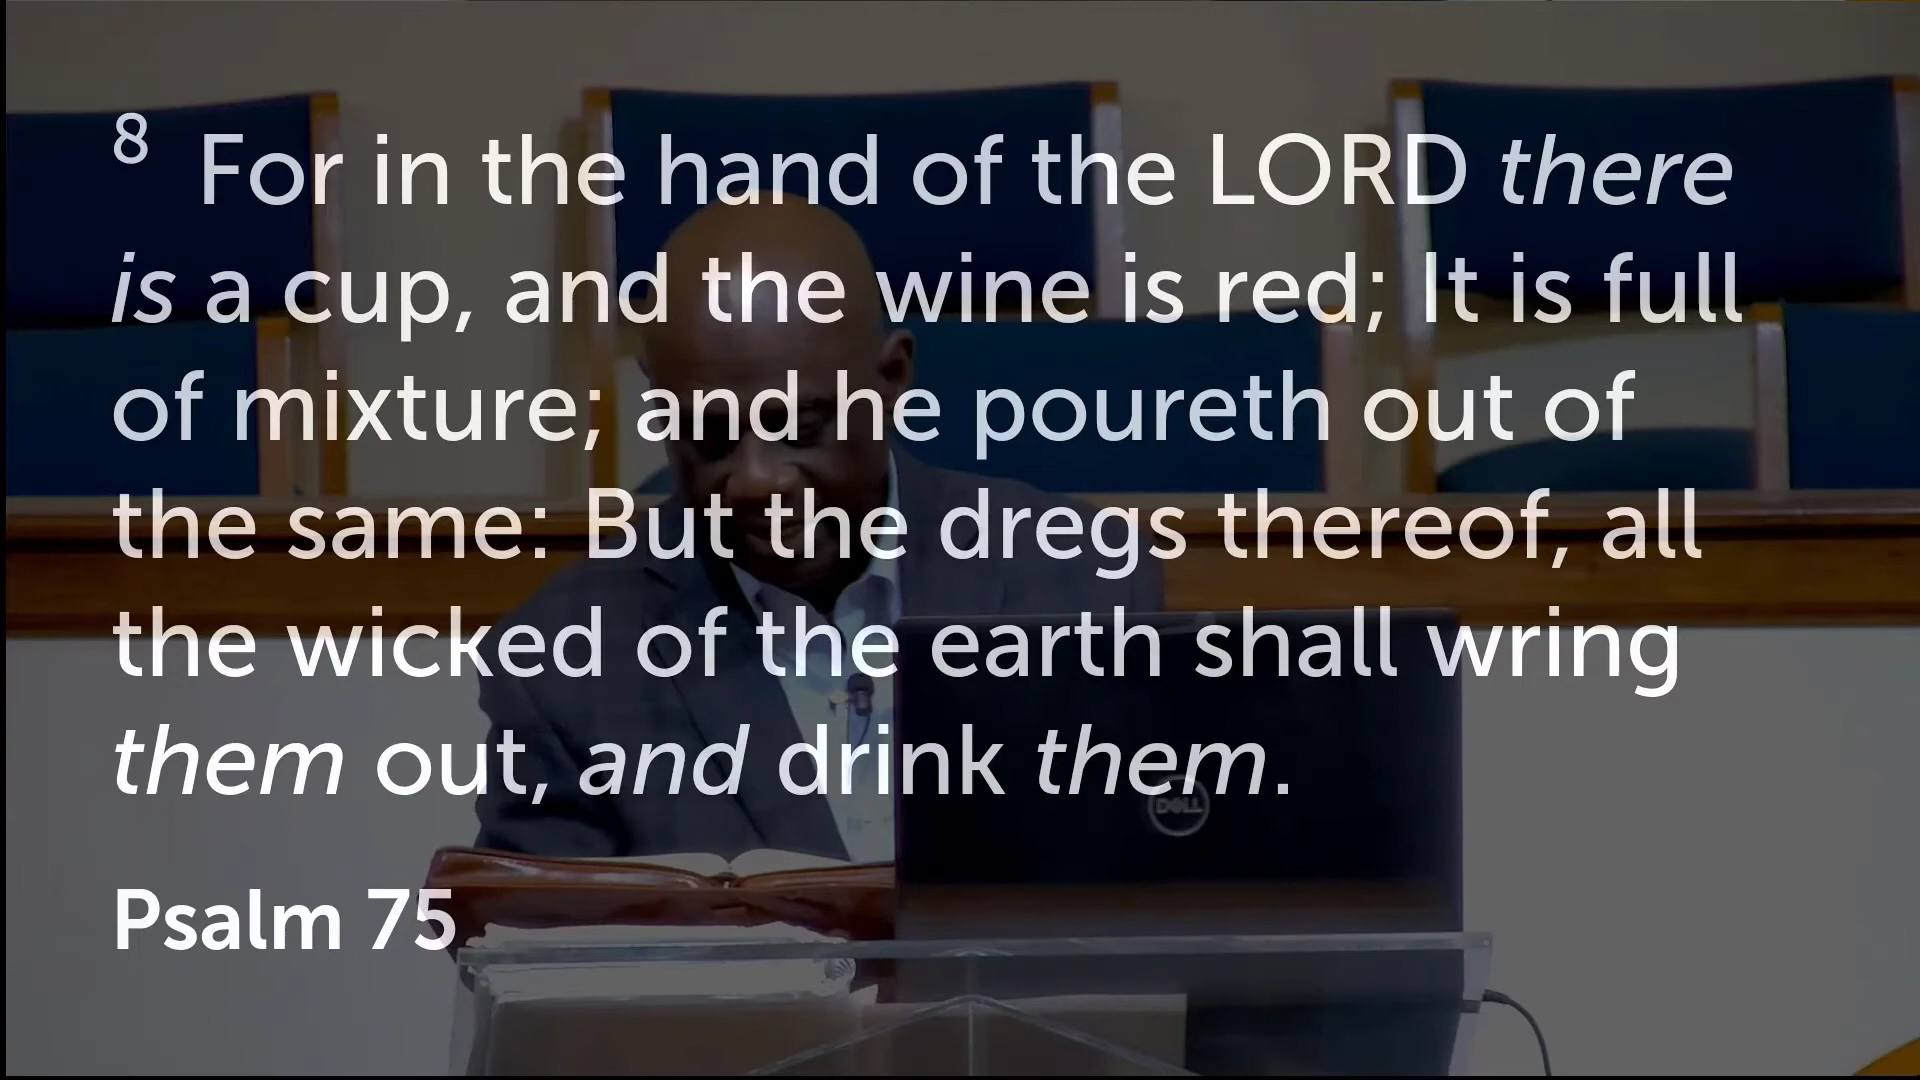 8 For in the hand of the LORD there
is a cup, and the wine is red; It is full
of mixture; and he poureth out of
the same: But the dregs thereof, all
the wicked of the earth shall wring
them out, and drink them.
DELL
Psalm 75